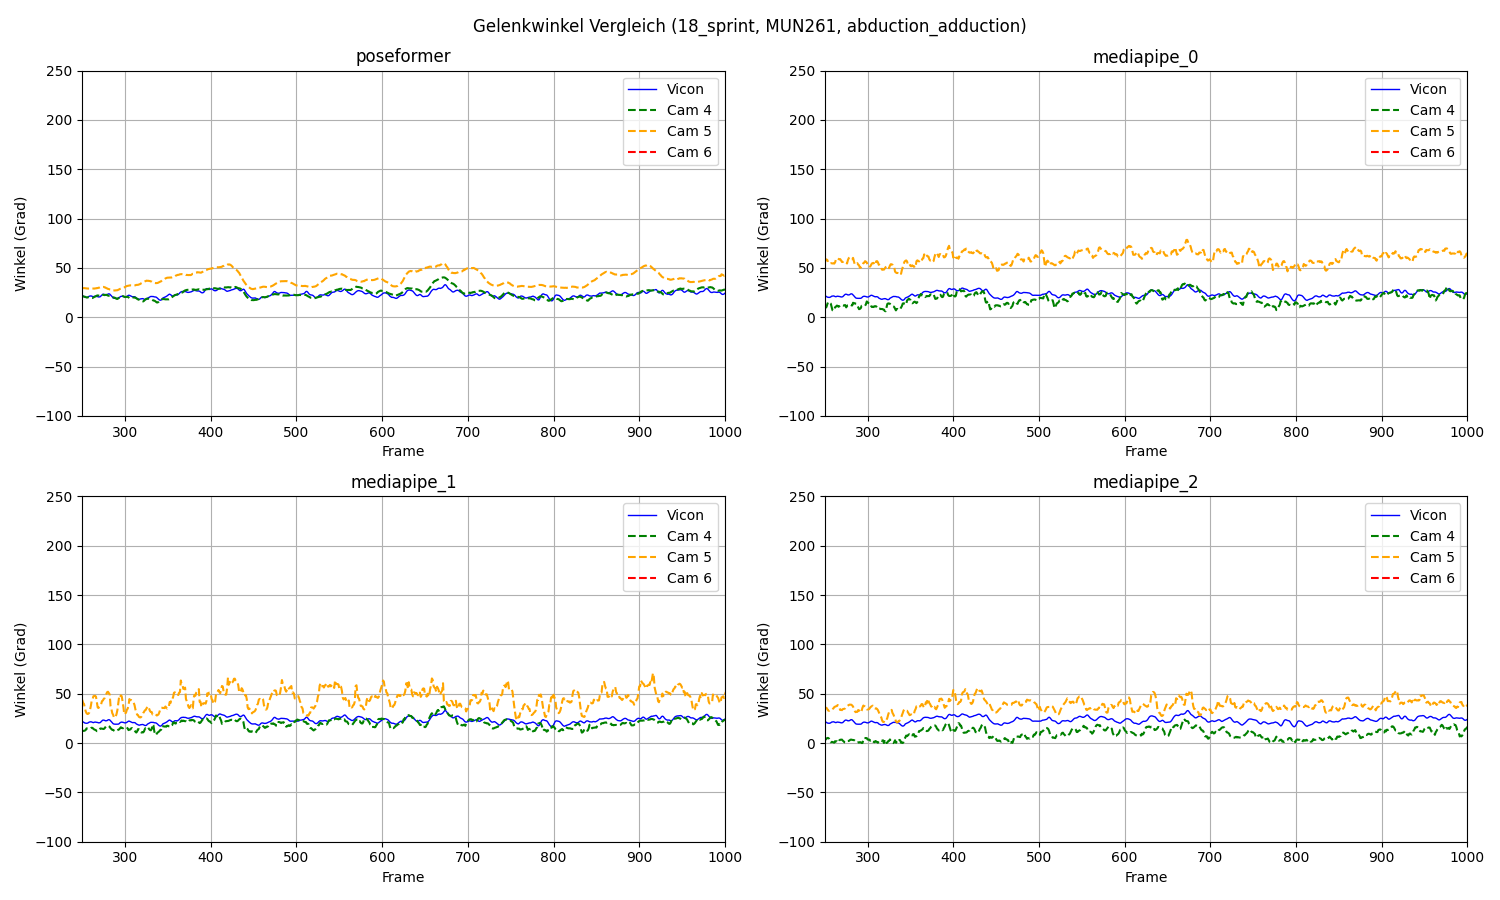 Gelenkwinkel Vergleich (18_sprint, MUN261, abduction_adduction)
poseformer
250
200
150
100
50
0
−50
−100
Winkel (Grad)
300 400 500 600 700 800 900 1000
Frame
Vicon
Cam 4
Cam 5
Cam 6
mediapipe_0
250
200
150
100
50
0
−50
−100
Winkel (Grad)
300 400 500 600 700 800 900 1000
Frame
Vicon
Cam 4
Cam 5
Cam 6
mediapipe_1
250
200
150
100
50
0
−50
−100
Winkel (Grad)
300 400 500 600 700 800 900 1000
Frame
Vicon
Cam 4
Cam 5
Cam 6
mediapipe_2
250
200
150
100
50
0
−50
−100
Winkel (Grad)
300 400 500 600 700 800 900 1000
Frame
Vicon
Cam 4
Cam 5
Cam 6